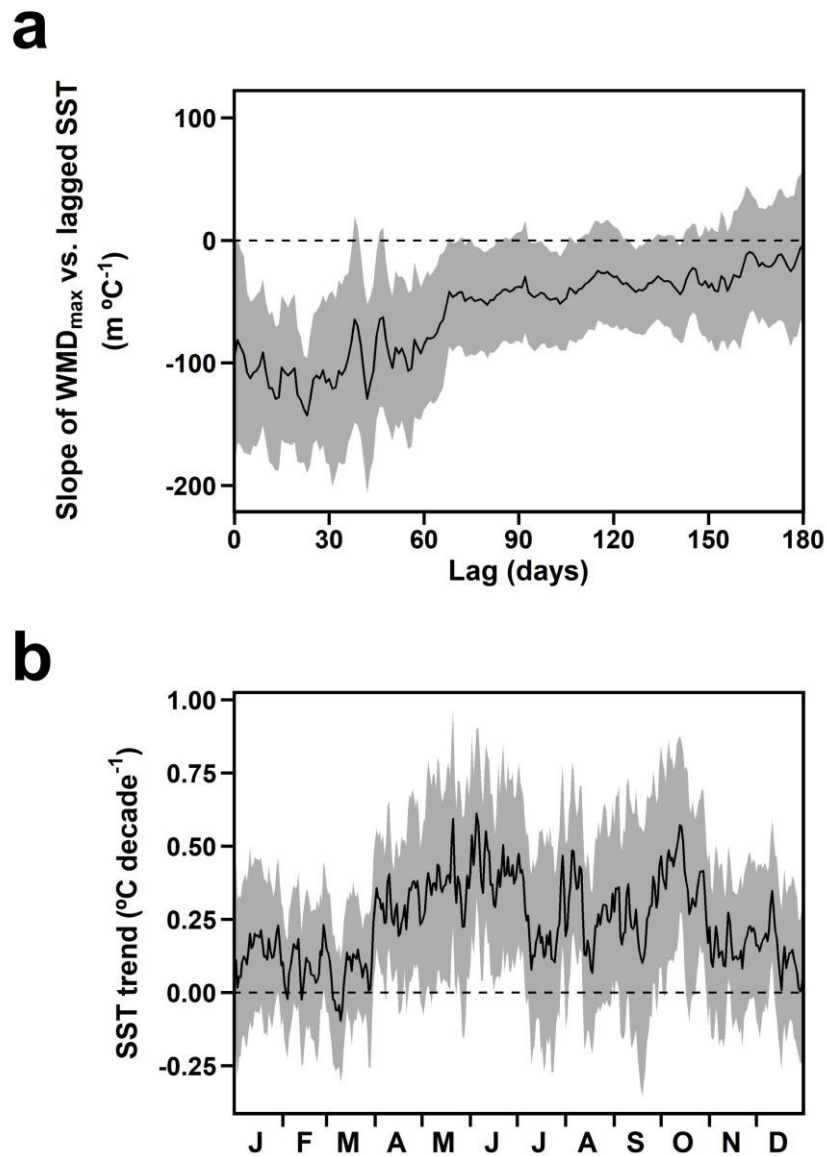 a
Slope of WMDmax vs. lagged SST
(m ºC-1)
100
0
-100
-200
0 30 60 90 120 150 180
Lag (days)
b
SST trend (ºC decade-1)
1.00
0.75
0.50
0.25
0.00
-0.25
J F M A M J J A S O N D